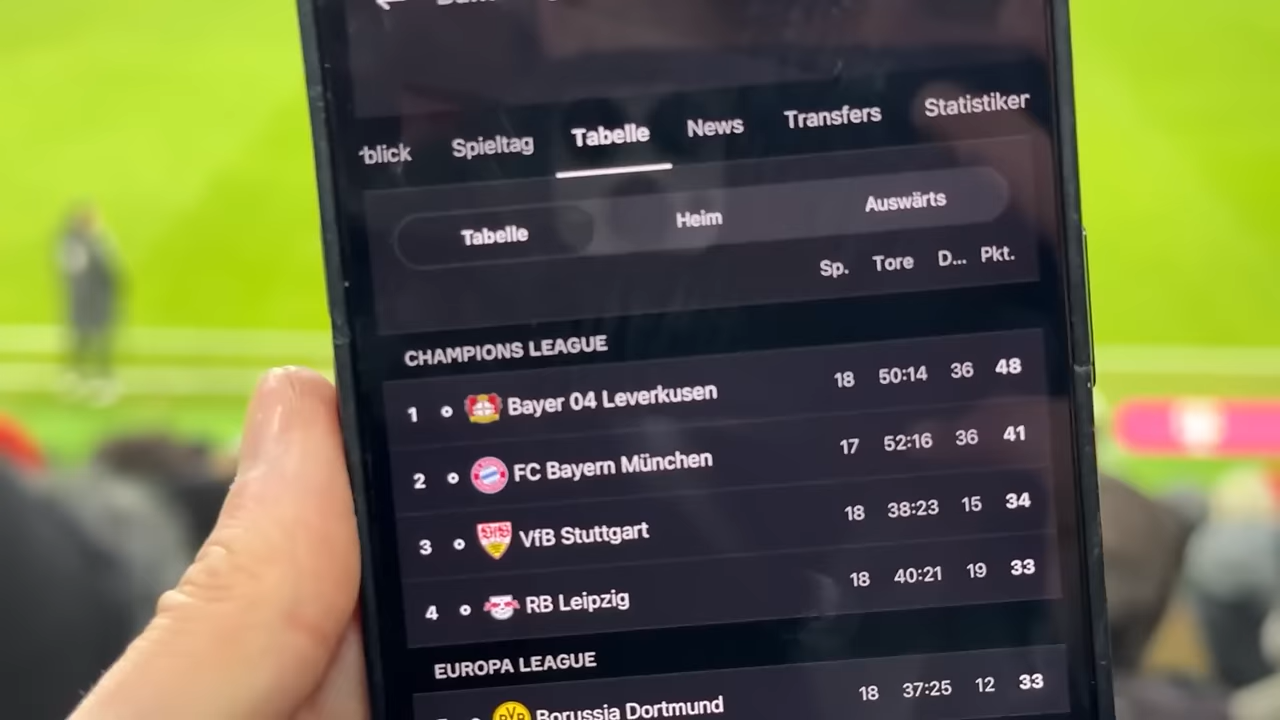 blick Spieltag Tabelle News Transfers Statistiker
Tabelle Heim Auswärts
Sp. Tore D... Pkt.
CHAMPIONS LEAGUE
1 Bayer 04 Leverkusen 18 50:14 36 48
2 FC Bayern München 17 52:16 36 41
3 VfB Stuttgart 18 38:23 15 34
4 RB Leipzig 18 40:21 19 33
EUROPA LEAGUE
Borussia Dortmund 18 37:25 12 33